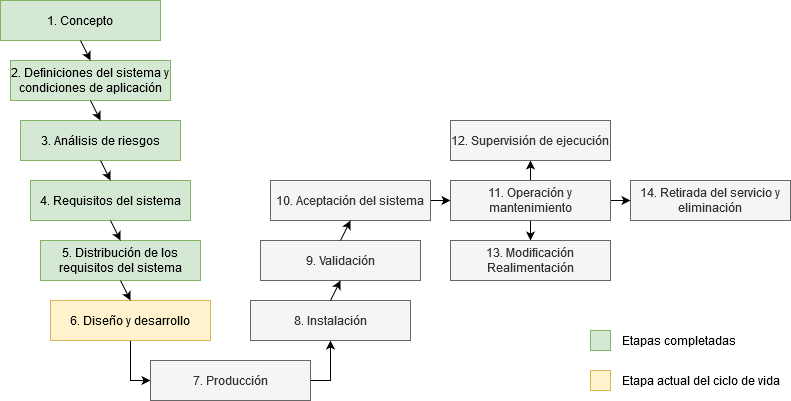 1. Concepto
2. Definiciones del sistema y
condiciones de aplicación
3. Análisis de riesgos
4. Requisitos del sistema
5. Distribución de los
requisitos del sistema
6. Diseño y desarrollo
7. Producción
8. Instalación
9. Validación
10. Aceptación del sistema
11. Operación y
mantenimiento
12. Supervisión de ejecución
13. Modificación
Realimentación
14. Retirada del servicio y
eliminación
Etapas completadas
Etapa actual del ciclo de vida